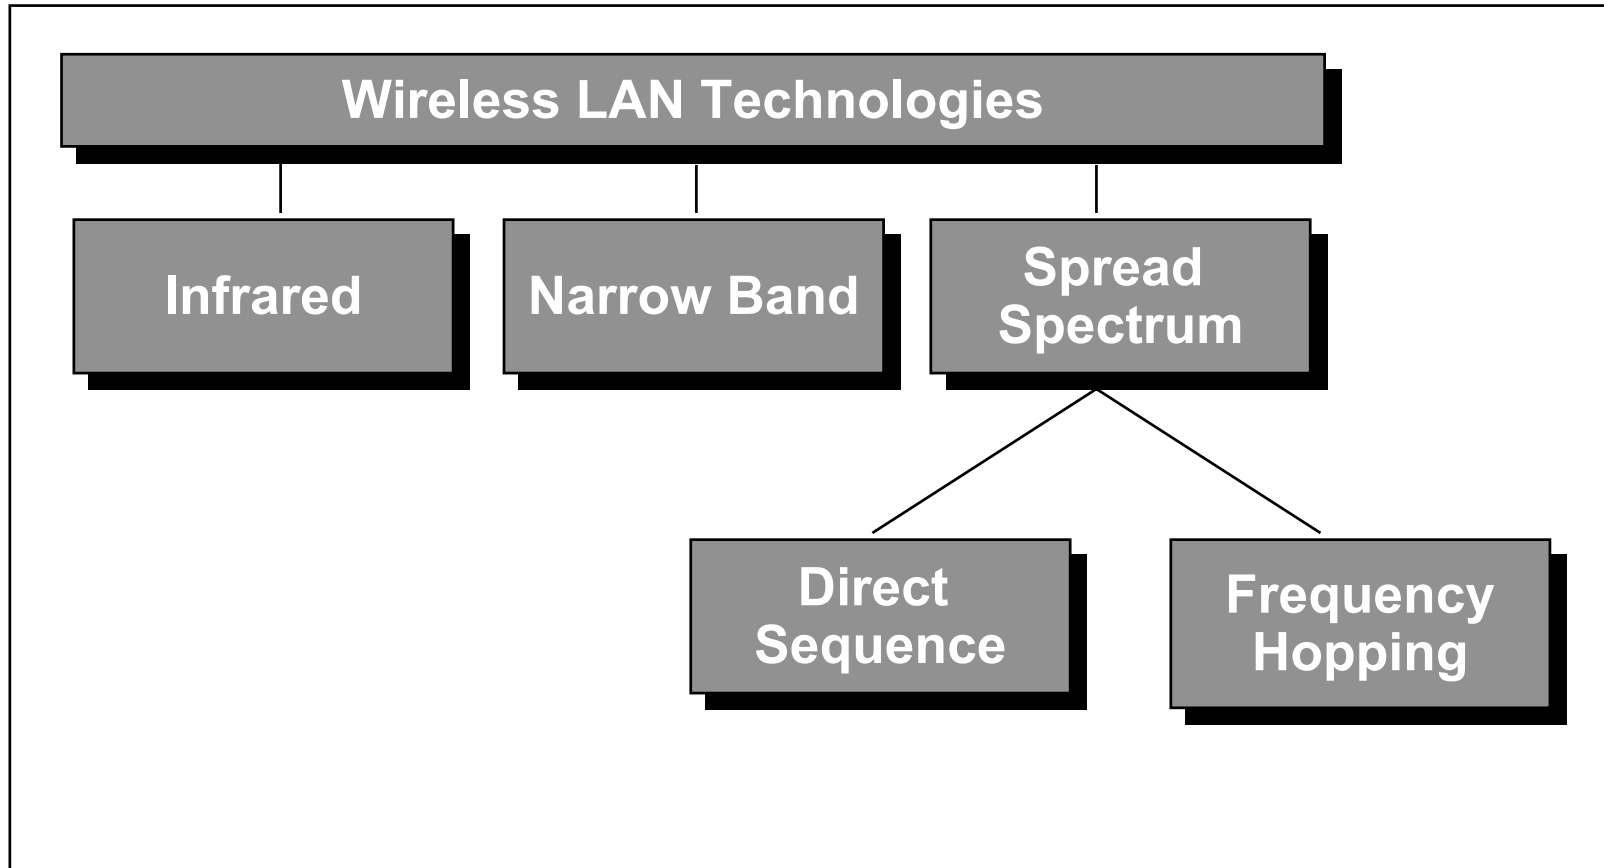 Wireless LAN Technologies
Infrared
Narrow Band
Spread
Spectrum
Direct
Sequence
Frequency
Hopping